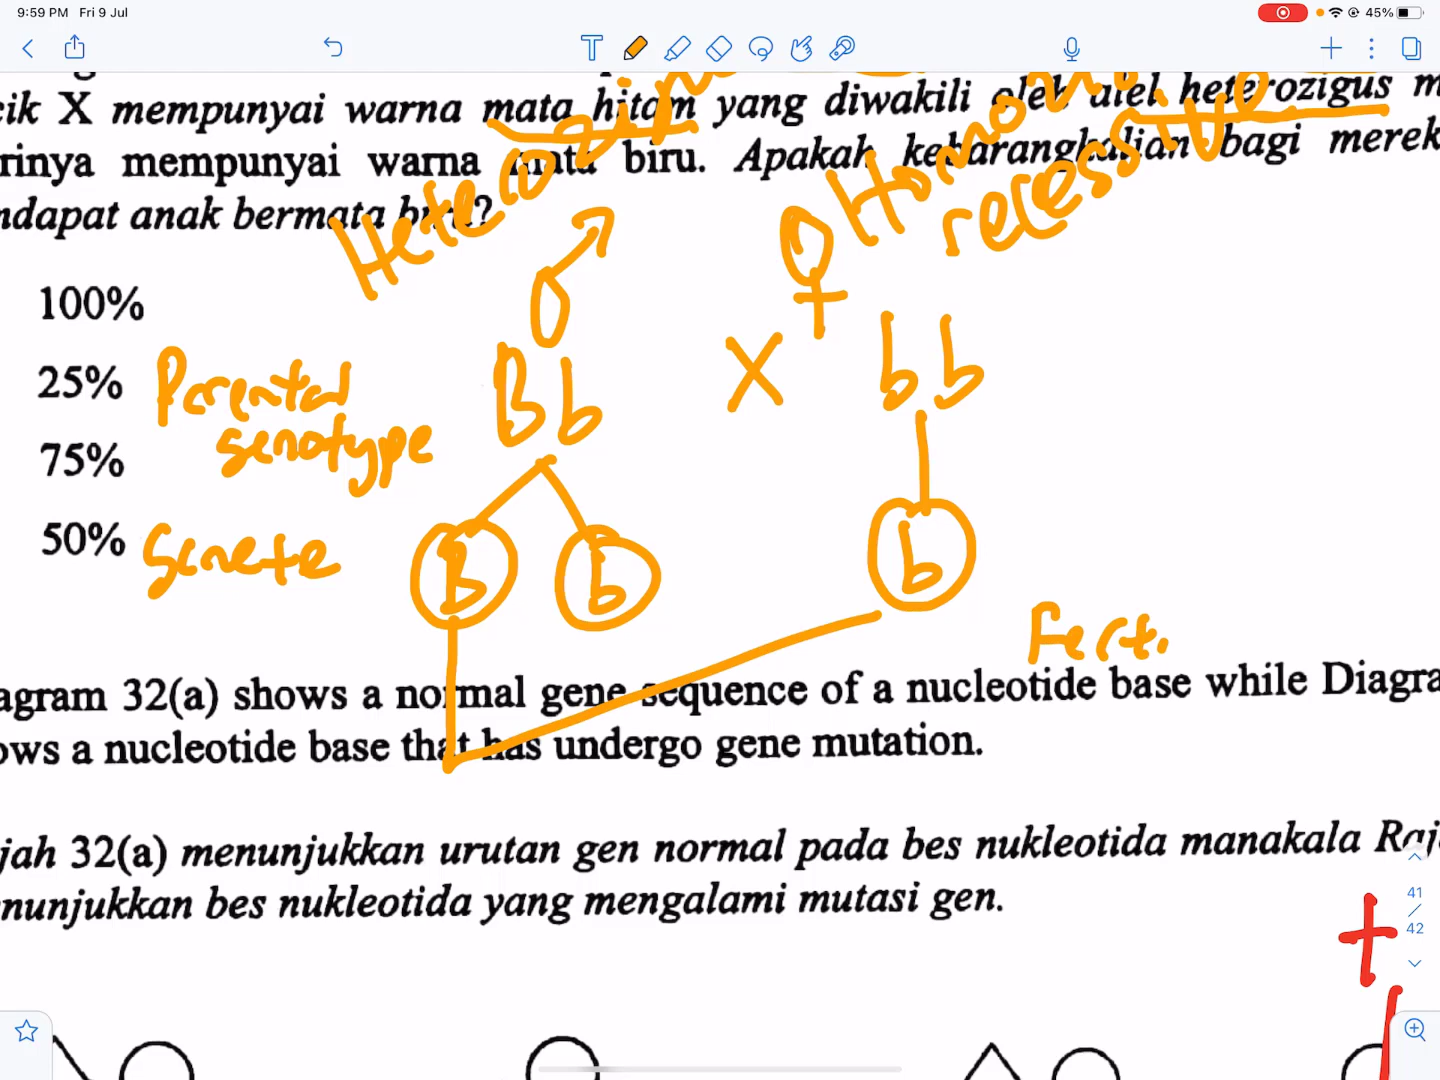 9:59 PM Fri 9 Jul
45%
cik X mempunyai warna mata hitam yang diwakili oleh alel heterozigus m
rinya mempunyai warna mata biru. Apakah kebarangkalian bagi merek
ndapat anak bermata biru?
recessive
100%
25%
75%
50%
Parental
genotype
Bb
X
bb
Gamete
B
b
b
Fert.
agram 32(a) shows a normal gene sequence of a nucleotide base while Diagra
ows a nucleotide base that has undergo gene mutation.
jah 32(a) menunjukkan urutan gen normal pada bes nukleotida manakala Raj
nunjukkan bes nukleotida yang mengalami mutasi gen.
41
/
42